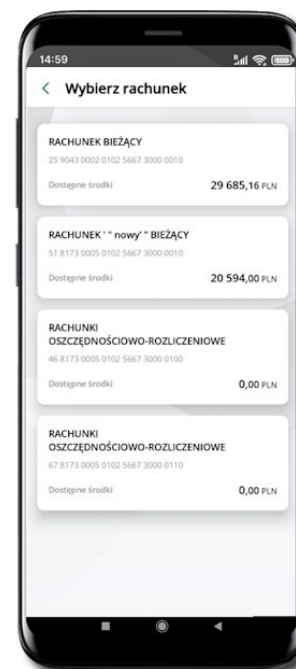 14:59
Wybierz rachunek
RACHUNEK BIEŻĄCY
25 9043 0002 0102 5667 3000 0010
Dostępne środki 29 685,16 PLN
RACHUNEK ' " nowy' " BIEŻĄCY
51 8173 0005 0102 5667 3000 0010
Dostępne środki 20 594,00 PLN
RACHUNKI
OSZCZĘDNOŚCIOWO-ROZLICZENIOWE
46 8173 0005 0102 5667 3000 0100
Dostępne środki 0,00 PLN
RACHUNKI
OSZCZĘDNOŚCIOWO-ROZLICZENIOWE
67 8173 0005 0102 5667 3000 0110
Dostępne środki 0,00 PLN